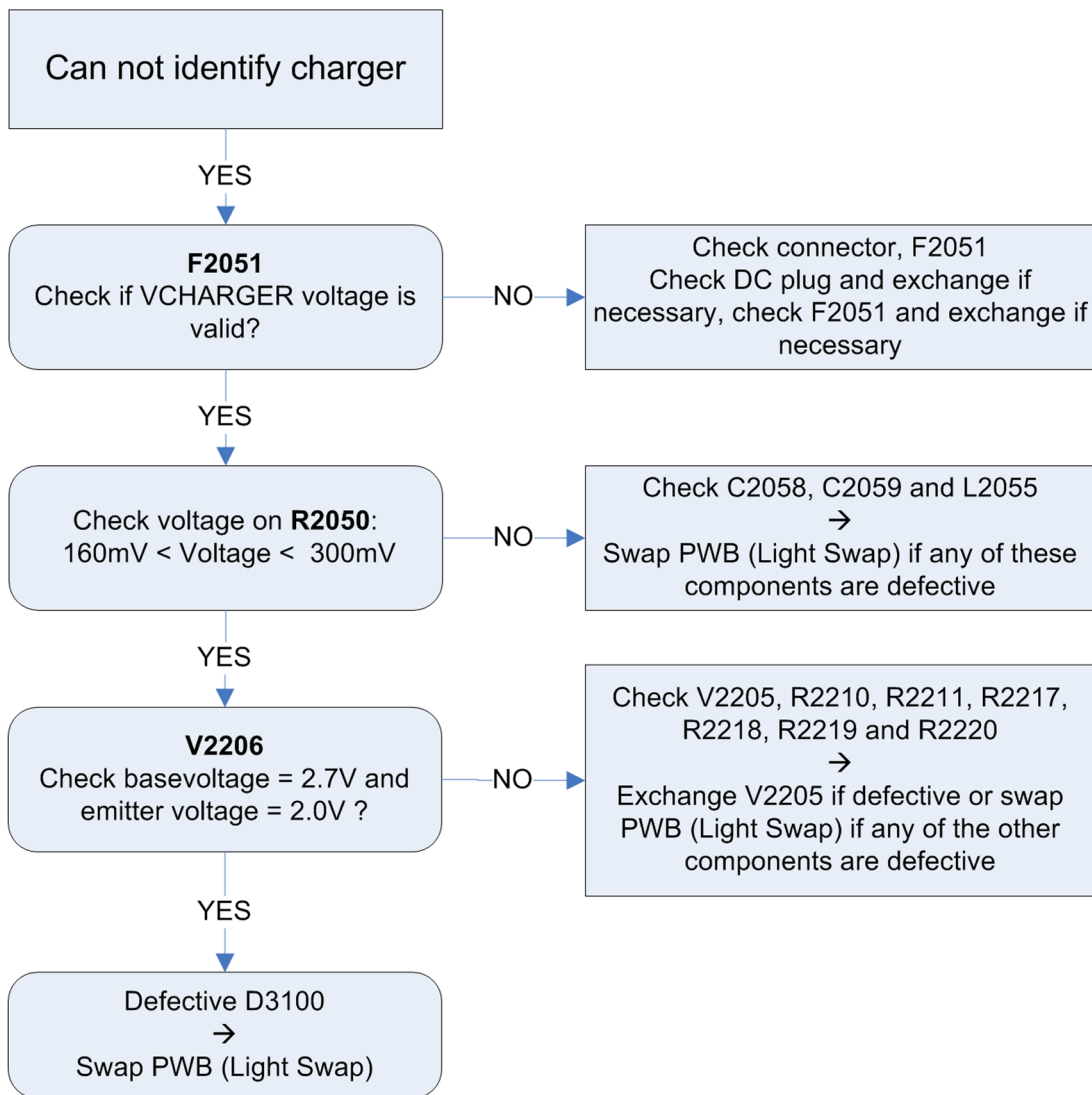 Can not identify charger
YES
F2051
Check if VCHARGER voltage is
valid?
NO
Check connector, F2051
Check DC plug and exchange if
necessary, check F2051 and exchange if
necessary
YES
Check voltage on R2050:
160mV < Voltage < 300mV
NO
Check C2058, C2059 and L2055
→
Swap PWB (Light Swap) if any of these
components are defective
YES
V2206
Check basevoltage = 2.7V and
emitter voltage = 2.0V ?
NO
Check V2205, R2210, R2211, R2217,
R2218, R2219 and R2220
→
Exchange V2205 if defective or swap
PWB (Light Swap) if any of the other
components are defective
YES
Defective D3100
→
Swap PWB (Light Swap)